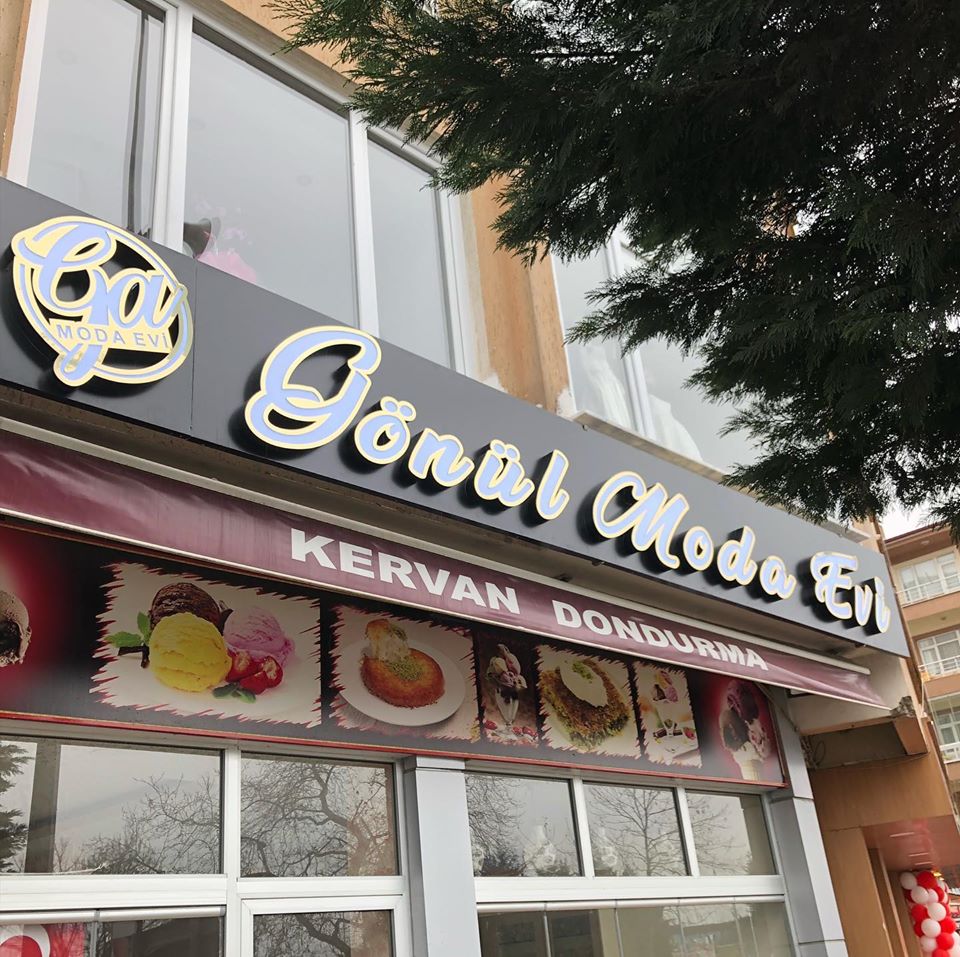 Ga
MODA EVİ
Gönül Moda Evi
KERVAN DONDURMA